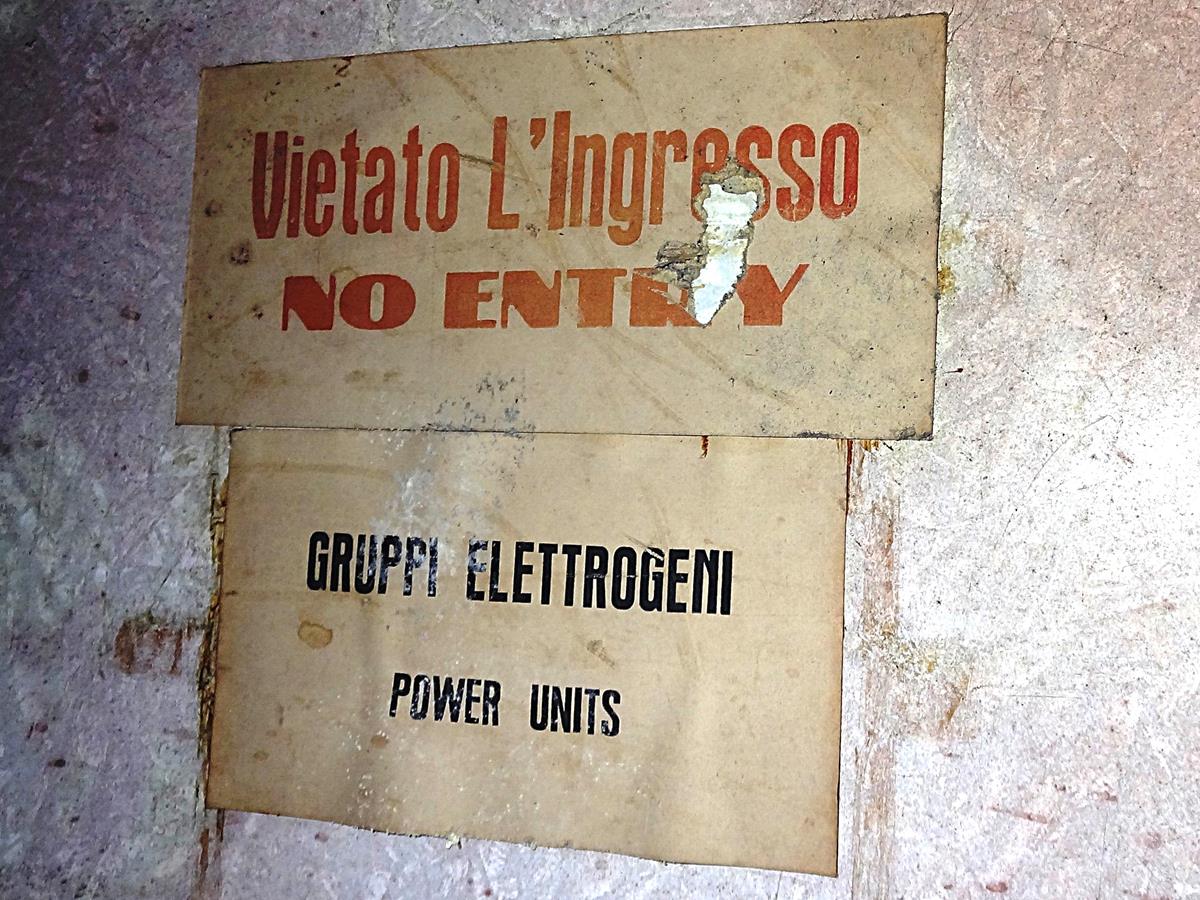 Vietato L'Ingresso
NO ENTRY
GRUPPI ELETTROGENI
POWER UNITS